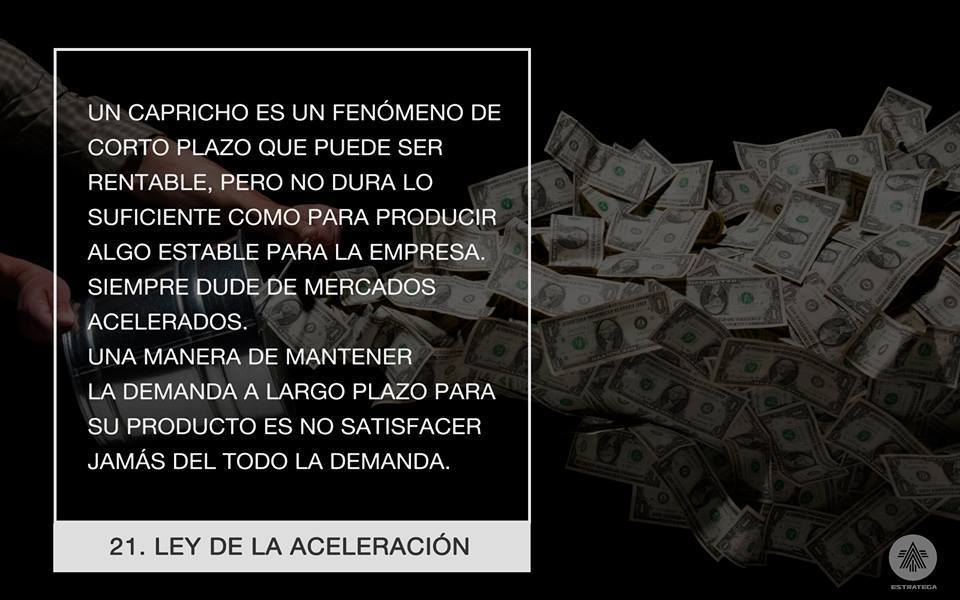 UN CAPRICHO ES UN FENÓMENO DE
CORTO PLAZO QUE PUEDE SER
RENTABLE, PERO NO DURA LO
SUFICIENTE COMO PARA PRODUCIR
ALGO ESTABLE PARA LA EMPRESA.
SIEMPRE DUDE DE MERCADOS
ACELERADOS.
UNA MANERA DE MANTENER
LA DEMANDA A LARGO PLAZO PARA
SU PRODUCTO ES NO SATISFACER
JAMÁS DEL TODO LA DEMANDA.
21. LEY DE LA ACELERACIÓN
ESTRATEGA